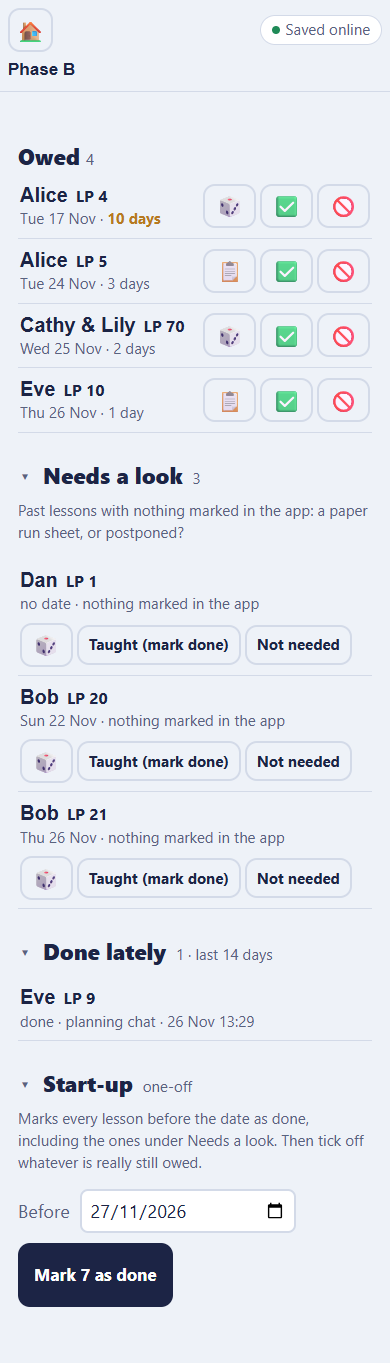 Saved online
Phase B
Owed 4
Alice LP 4
Tue 17 Nov · 10 days
Alice LP 5
Tue 24 Nov · 3 days
Cathy & Lily LP 70
Wed 25 Nov · 2 days
Eve LP 10
Thu 26 Nov · 1 day
Needs a look 3
Past lessons with nothing marked in the app: a paper
run sheet, or postponed?
Dan LP 1
no date · nothing marked in the app
Taught (mark done) Not needed
Bob LP 20
Sun 22 Nov · nothing marked in the app
Taught (mark done) Not needed
Bob LP 21
Thu 26 Nov · nothing marked in the app
Taught (mark done) Not needed
Done lately 1 · last 14 days
Eve LP 9
done · planning chat · 26 Nov 13:29
Start-up one-off
Marks every lesson before the date as done,
including the ones under Needs a look. Then tick off
whatever is really still owed.
Before 27/11/2026
Mark 7 as done